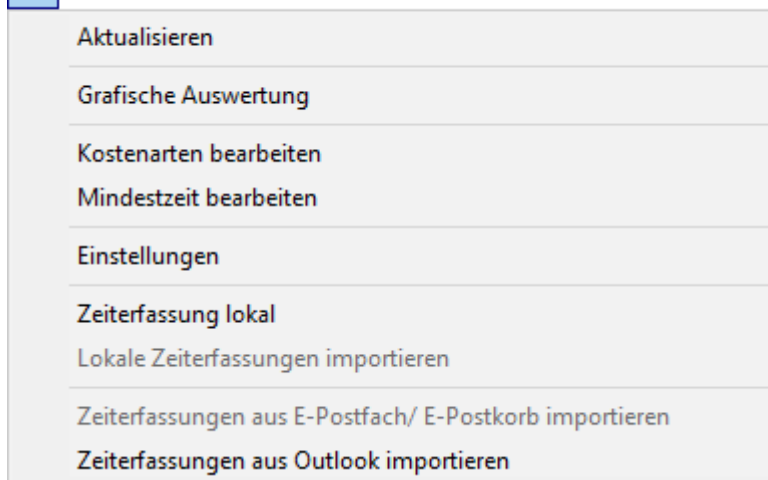 Aktualisieren
Grafische Auswertung
Kostenarten bearbeiten
Mindestzeit bearbeiten
Einstellungen
Zeiterfassung lokal
Lokale Zeiterfassungen importieren
Zeiterfassungen aus E-Postfach/ E-Postkorb importieren
Zeiterfassungen aus Outlook importieren